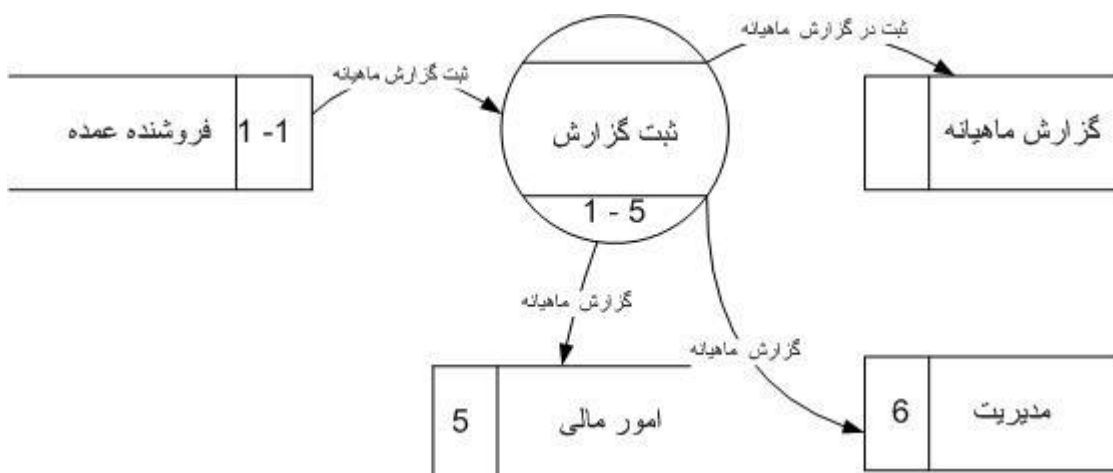 ثبت در گزارش ماهیانه
ثبت گزارش ماهیانه
فروشنده عمده
1 -1
ثبت گزارش
1 - 5
گزارش ماهیانه
گزارش ماهیانه
گزارش ماهیانه
5
امور مالی
6
مدیریت